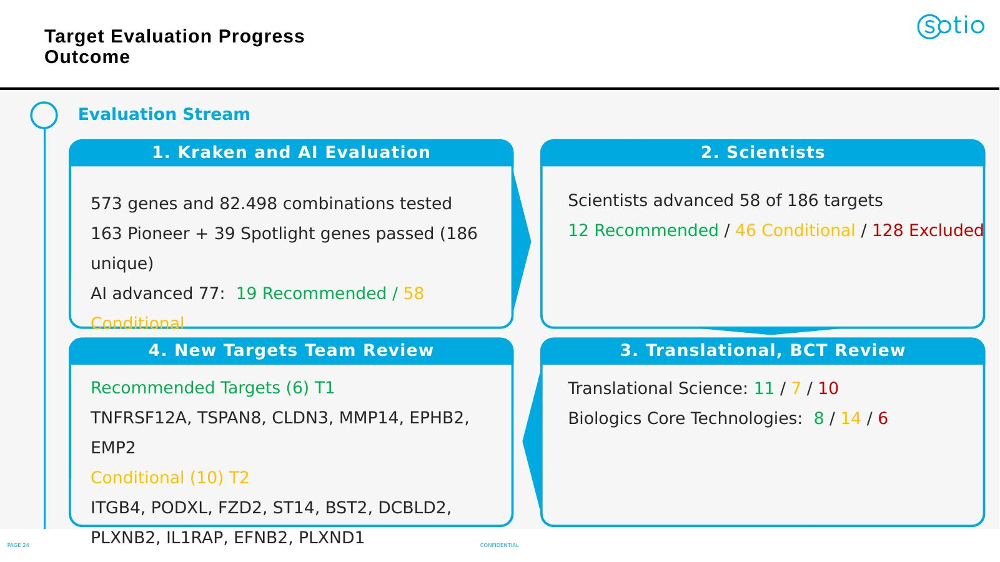 Target Evaluation Progress
Outcome
sotio
Evaluation Stream
1. Kraken and AI Evaluation
573 genes and 82.498 combinations tested
163 Pioneer + 39 Spotlight genes passed (186
unique)
AI advanced 77:  19 Recommended / 58
Conditional
2. Scientists
Scientists advanced 58 of 186 targets
12 Recommended / 46 Conditional / 128 Excluded
4. New Targets Team Review
Recommended Targets (6) T1
TNFRSF12A, TSPAN8, CLDN3, MMP14, EPHB2,
EMP2
Conditional (10) T2
ITGB4, PODXL, FZD2, ST14, BST2, DCBLD2,
PLXNB2, IL1RAP, EFNB2, PLXND1
3. Translational, BCT Review
Translational Science: 11 / 7 / 10
Biologics Core Technologies:  8 / 14 / 6
PAGE 24
CONFIDENTIAL